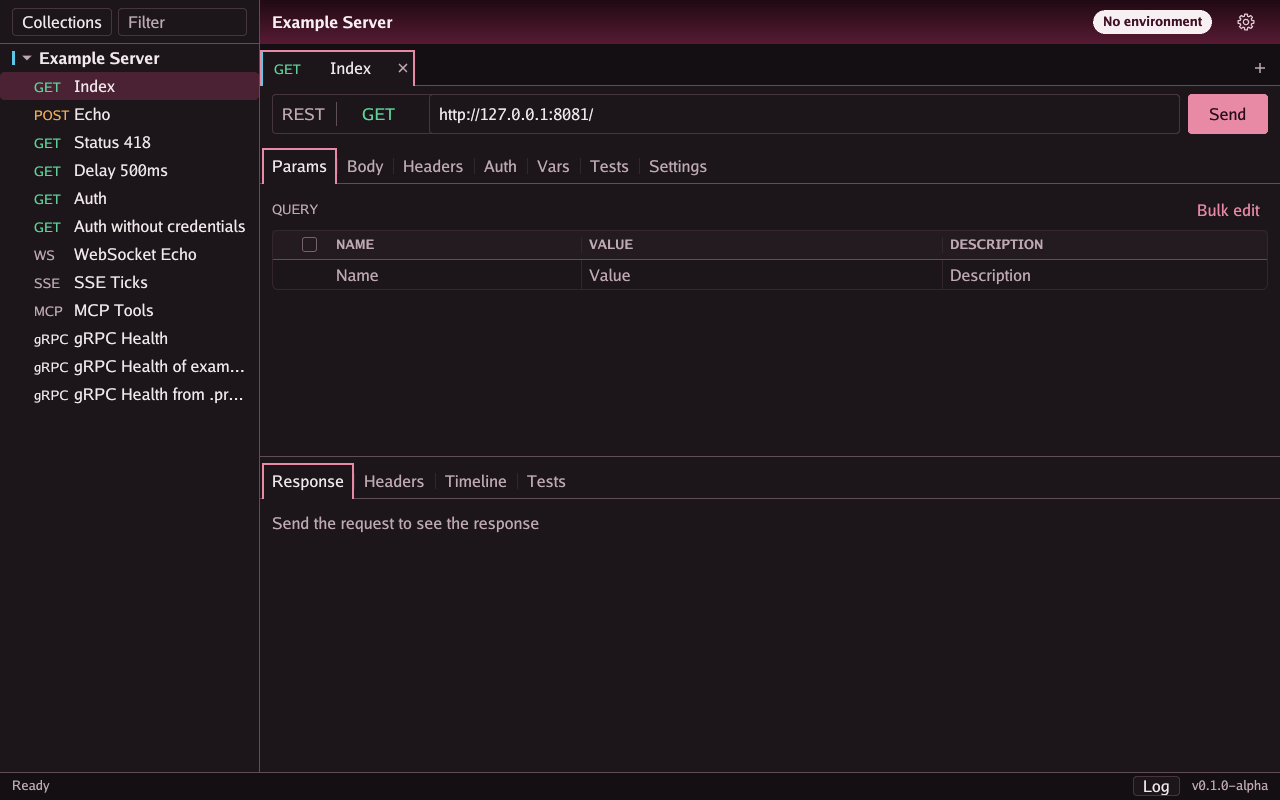 Collections
Filter
Example Server
No environment
Example Server
GET Index
POST Echo
GET Status 418
GET Delay 500ms
GET Auth
GET Auth without credentials
WS WebSocket Echo
SSE SSE Ticks
MCP MCP Tools
gRPC gRPC Health
gRPC gRPC Health of exam...
gRPC gRPC Health from .pr...
GET Index
REST GET http://127.0.0.1:8081/ Send
Params Body Headers Auth Vars Tests Settings
QUERY Bulk edit
NAME VALUE DESCRIPTION
Name Value Description
Response Headers Timeline Tests
Send the request to see the response
Ready Log v0.1.0-alpha